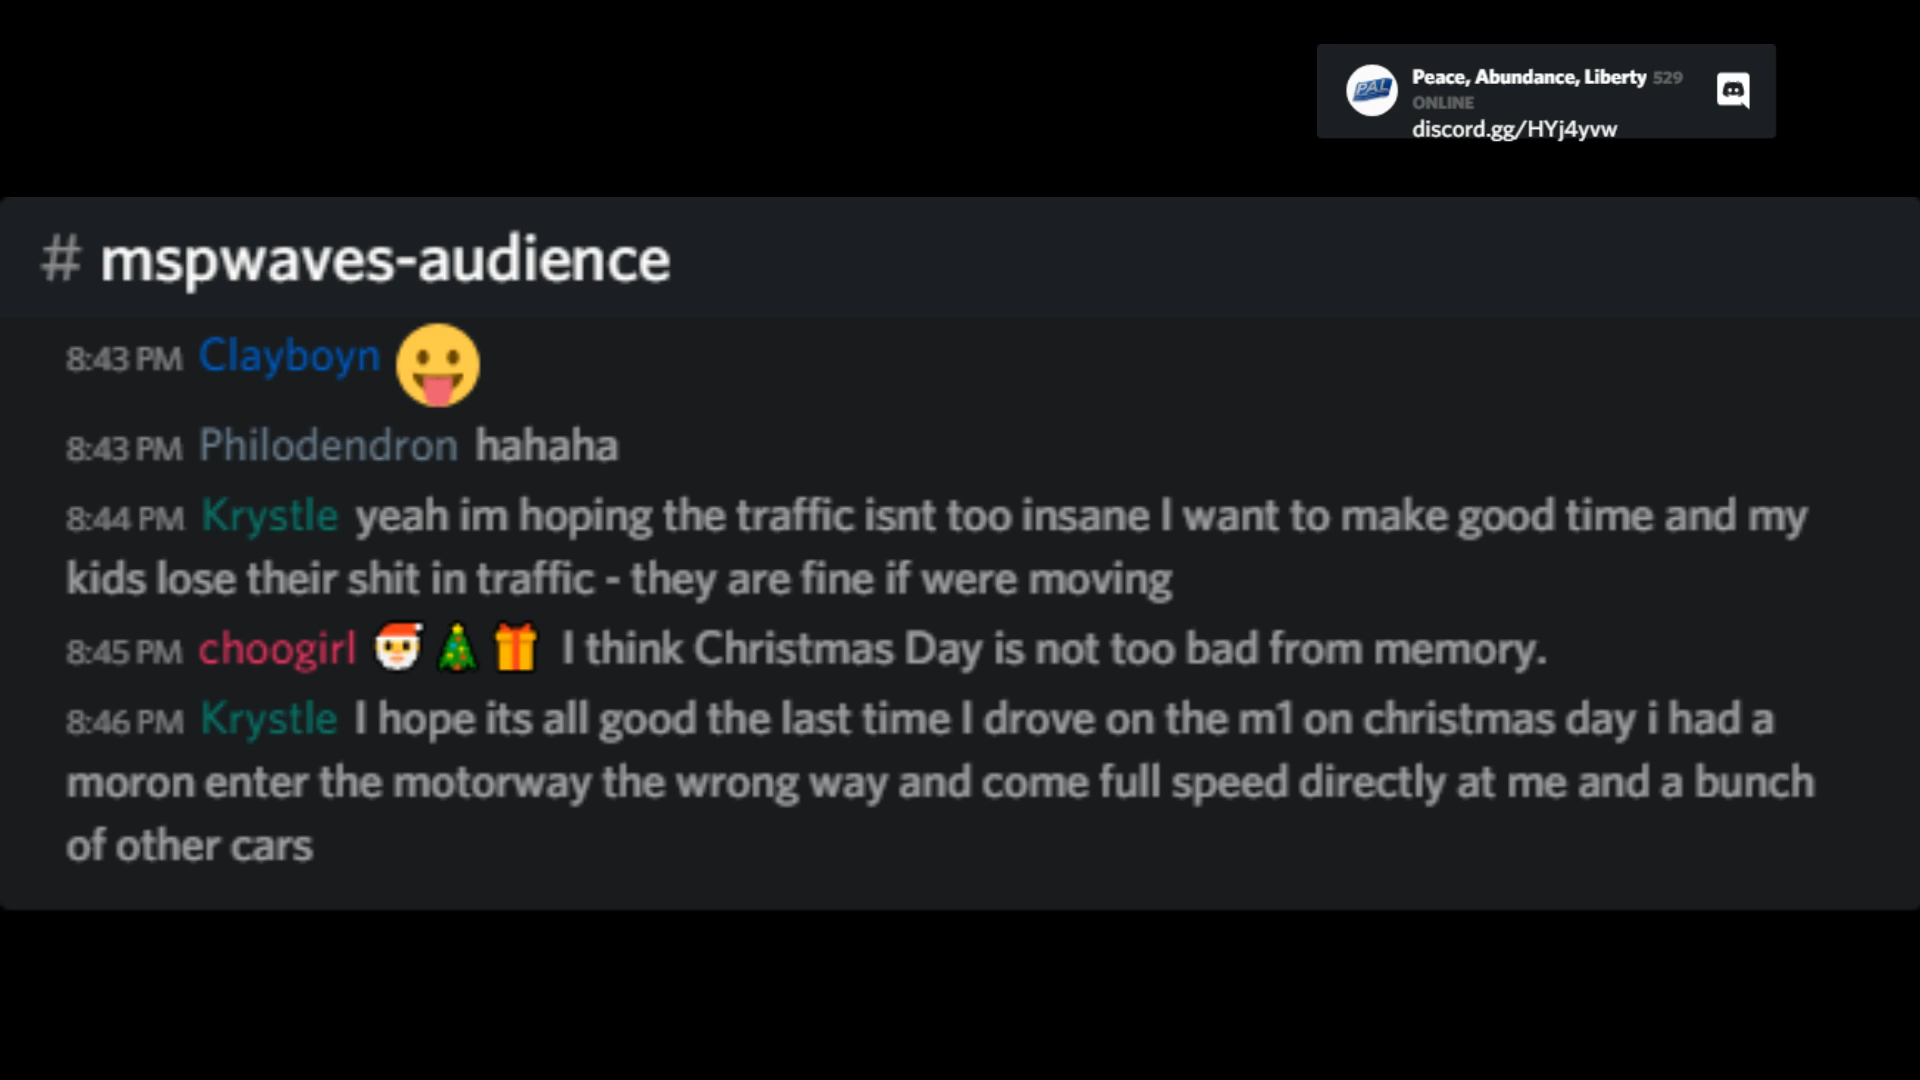 Peace, Abundance, Liberty 529
ONLINE
discord.gg/HYj4yvw
PAL
# mspwaves-audience
8:43 PM Clayboyn 😛
8:43 PM Philodendron hahaha
8:44 PM Krystle yeah im hoping the traffic isnt too insane I want to make good time and my
kids lose their shit in traffic - they are fine if were moving
8:45 PM choogirl 🎅🎄🎁 I think Christmas Day is not too bad from memory.
8:46 PM Krystle I hope its all good the last time I drove on the m1 on christmas day i had a
moron enter the motorway the wrong way and come full speed directly at me and a bunch
of other cars